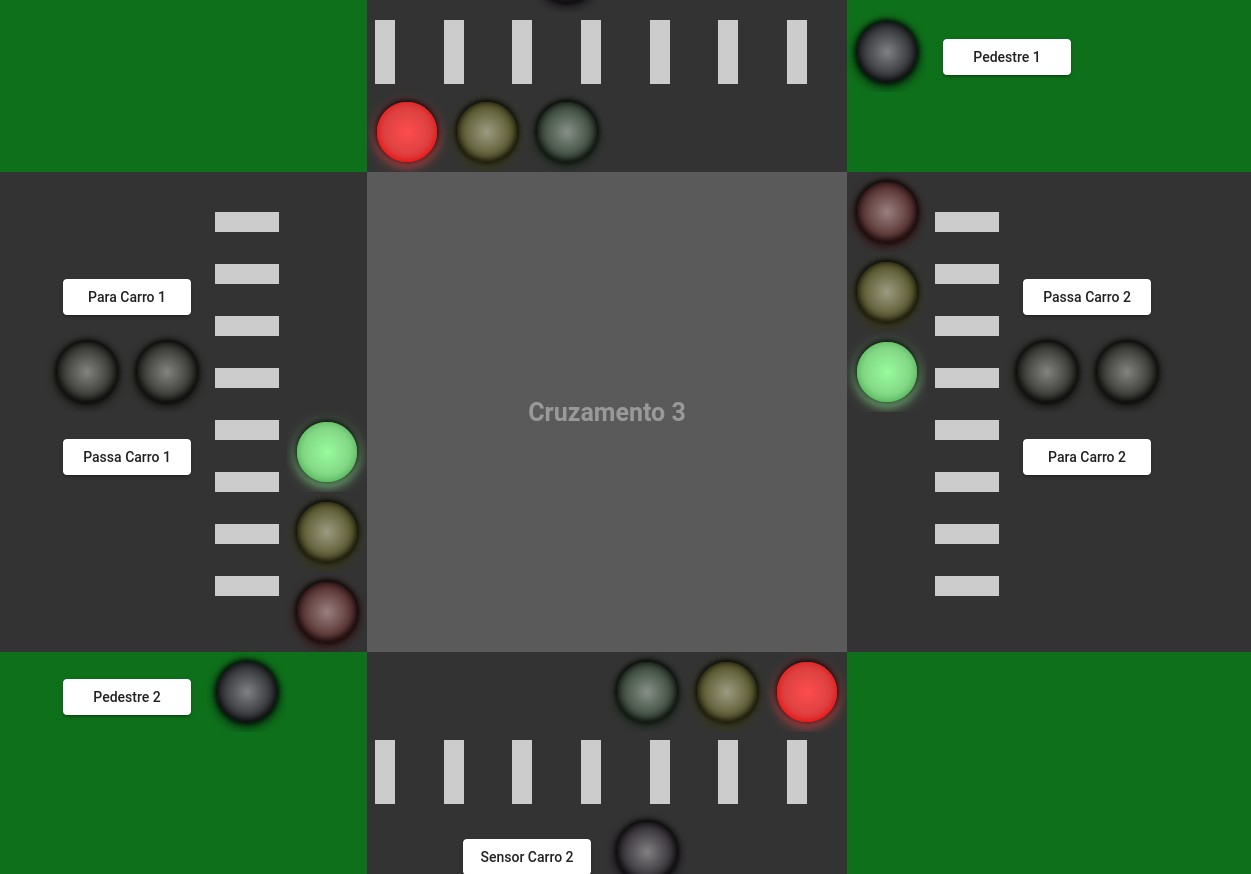 Pedestre 1
Para Carro 1
Passa Carro 2
Cruzamento 3
Passa Carro 1
Para Carro 2
Pedestre 2
Sensor Carro 2